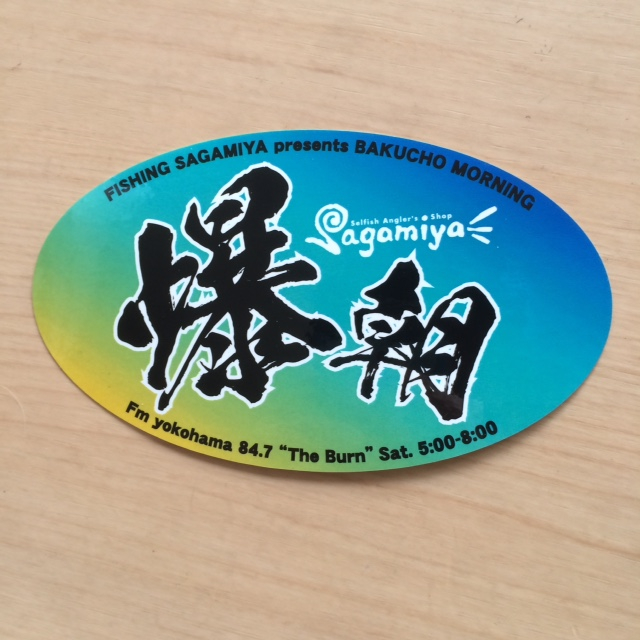 FISHING SAGAMIYA presents BAKUCHO MORNING
Selfish Angler's Shop
Sagamiya
爆朝
Fm yokohama 84.7 “The Burn” Sat. 5:00-8:00